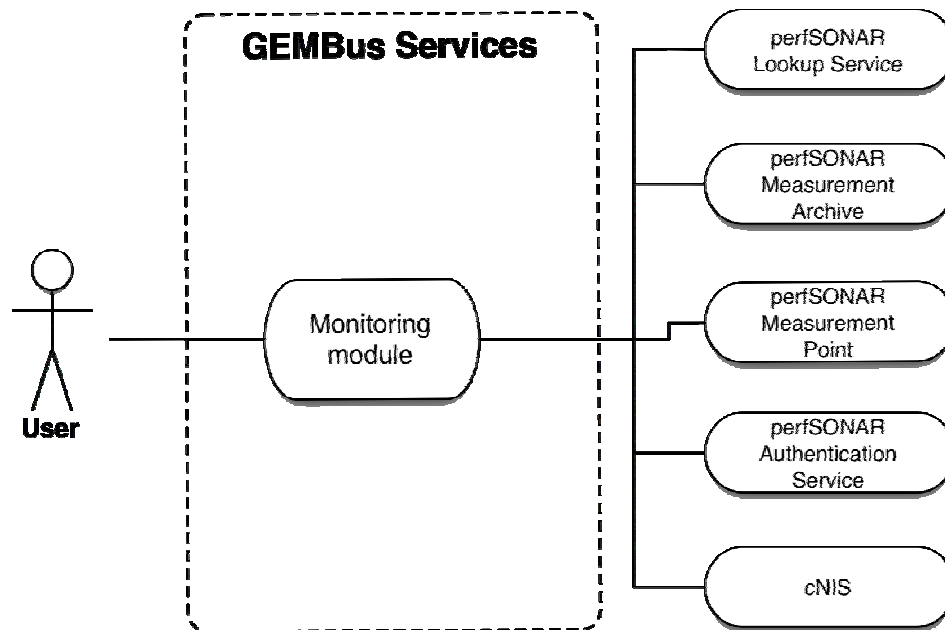 GEMBus Services
perfSONAR
Lookup Service
perfSONAR
Measurement
Archive
Monitoring
module
perfSONAR
Measurement
Point
User
perfSONAR
Authentication
Service
cNIS